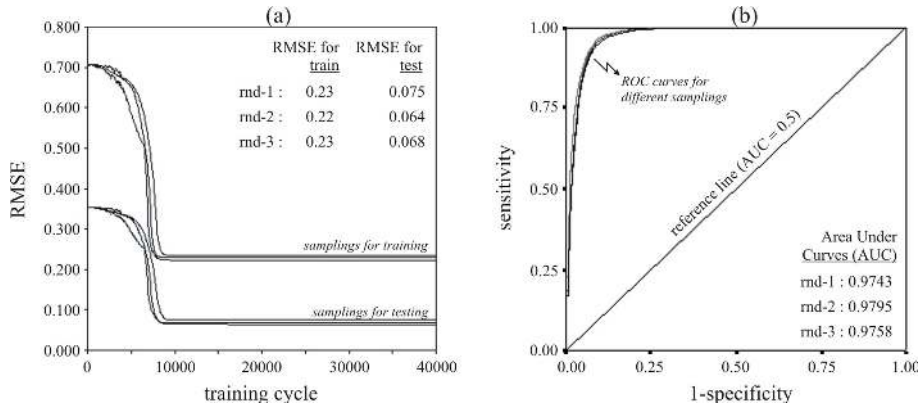 (a)
0.800
0.700
0.600
0.500
0.400
0.300
0.200
0.100
0.000
RMSE
RMSE for train
RMSE for test
rnd-1 : 0.23 0.075
rnd-2 : 0.22 0.064
rnd-3 : 0.23 0.068
samplings for training
samplings for testing
0 10000 20000 30000 40000
training cycle
(b)
1.00
0.75
0.50
0.25
0.00
sensitivity
ROC curves for
different samplings
reference line (AUC = 0.5)
Area Under
Curves (AUC)
rnd-1 : 0.9743
rnd-2 : 0.9795
rnd-3 : 0.9758
0.00 0.25 0.50 0.75 1.00
1-specificity